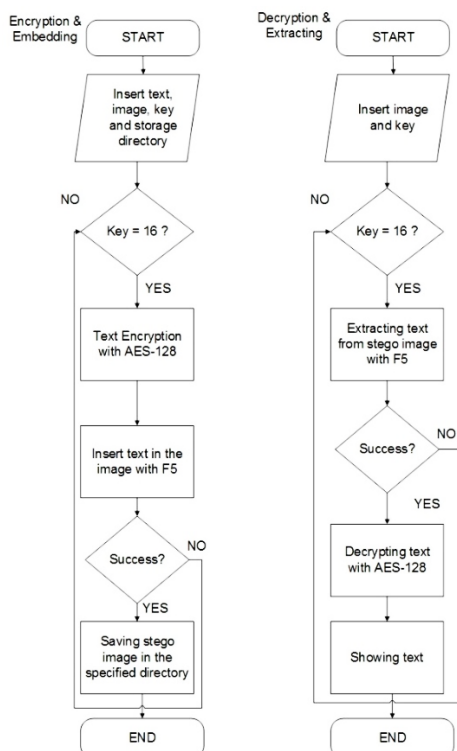 Encryption &
Embedding
START
Insert text,
image, key
and storage
directory
NO
Key = 16 ?
YES
Text Encryption
with AES-128
Insert text in the
image with F5
Success?
NO
YES
Saving stego
image in the
specified directory
END
Decryption &
Extracting
START
Insert image
and key
NO
Key = 16 ?
YES
Extracting text
from stego image
with F5
Success?
NO
YES
Decrypting text
with AES-128
Showing text
END